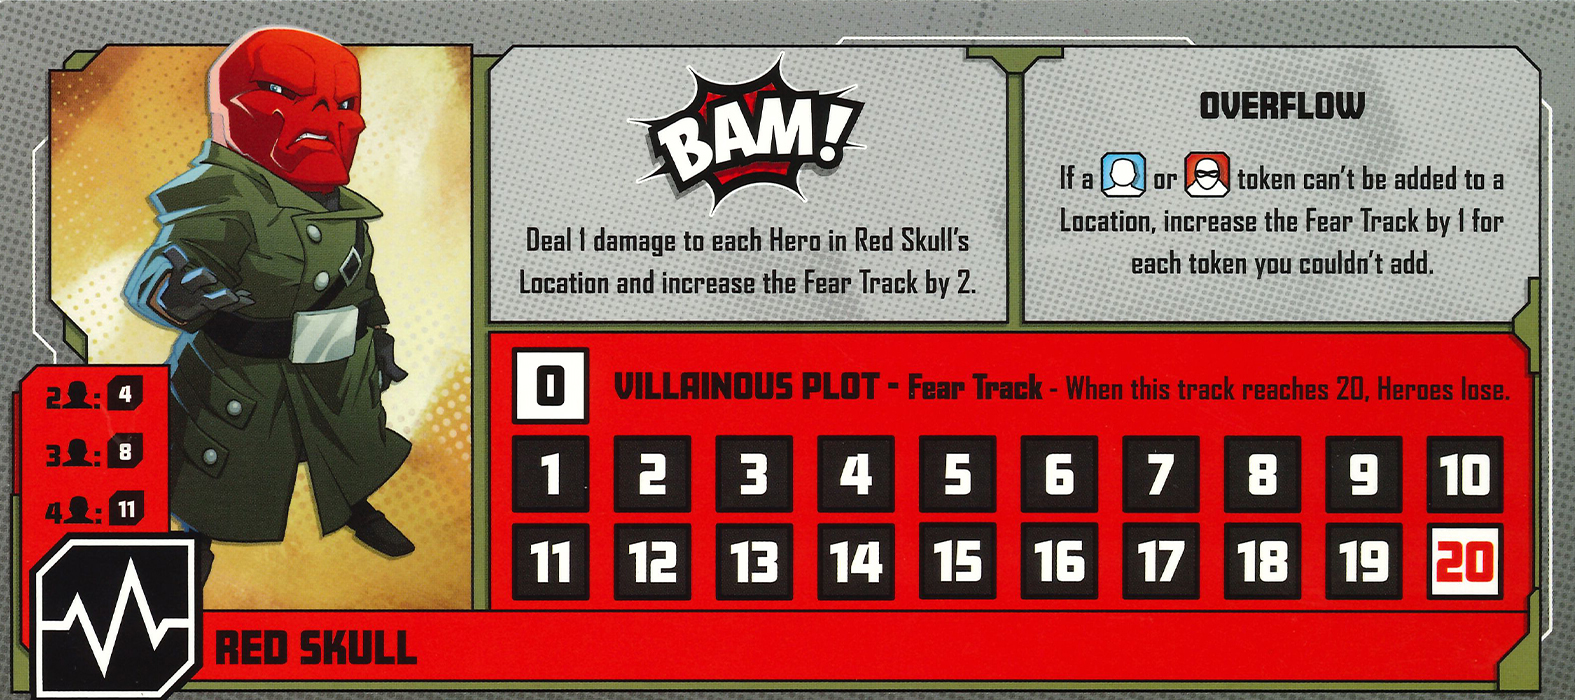 BAM!
Deal 1 damage to each Hero in Red Skull's
Location and increase the Fear Track by 2.
OVERFLOW
If a or token can't be added to a
Location, increase the Fear Track by 1 for
each token you couldn't add.
2 : 4
3 : 8
4 : 11
0 VILLAINOUS PLOT - Fear Track - When this track reaches 20, Heroes lose.
1 2 3 4 5 6 7 8 9 10
11 12 13 14 15 16 17 18 19 20
RED SKULL